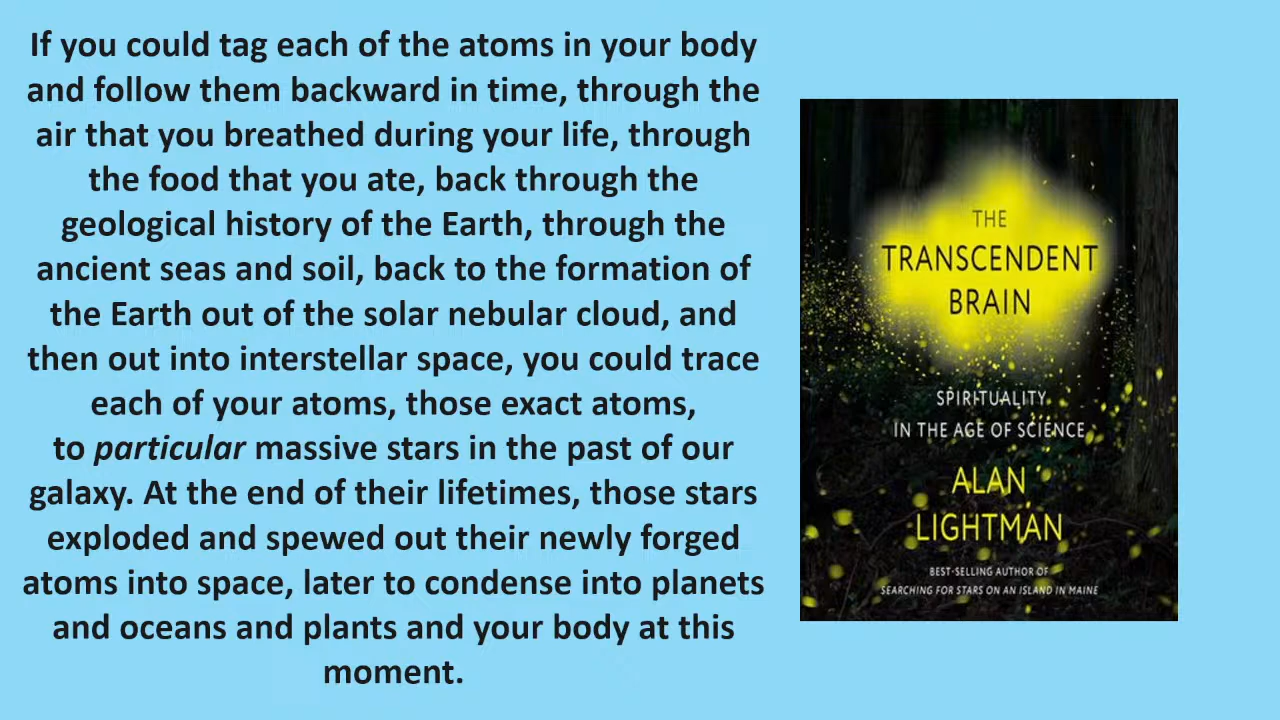 If you could tag each of the atoms in your body
and follow them backward in time, through the
air that you breathed during your life, through
the food that you ate, back through the
geological history of the Earth, through the
ancient seas and soil, back to the formation of
the Earth out of the solar nebular cloud, and
then out into interstellar space, you could trace
each of your atoms, those exact atoms,
to particular massive stars in the past of our
galaxy. At the end of their lifetimes, those stars
exploded and spewed out their newly forged
atoms into space, later to condense into planets
and oceans and plants and your body at this
moment.
THE
TRANSCENDENT
BRAIN
SPIRITUALITY
IN THE AGE OF SCIENCE
ALAN
LIGHTMAN
BEST-SELLING AUTHOR OF
SEARCHING FOR STARS ON AN ISLAND IN MAINE